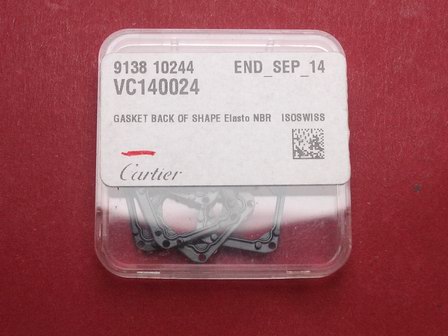 9138 10244 END_SEP_14
VC140024
GASKET BACK OF SHAPE Elasto NBR ISOSWISS
Cartier